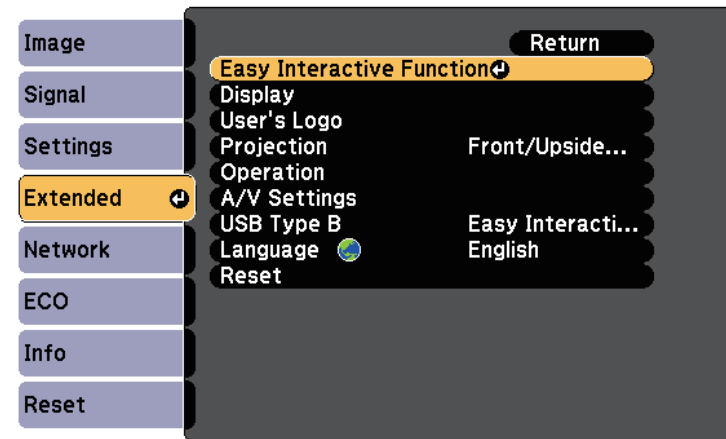 Image
Signal
Settings
Extended
Network
ECO
Info
Reset
Return
Easy Interactive Function
Display
User's Logo
Projection Front/Upside...
Operation
A/V Settings
USB Type B Easy Interacti...
Language English
Reset